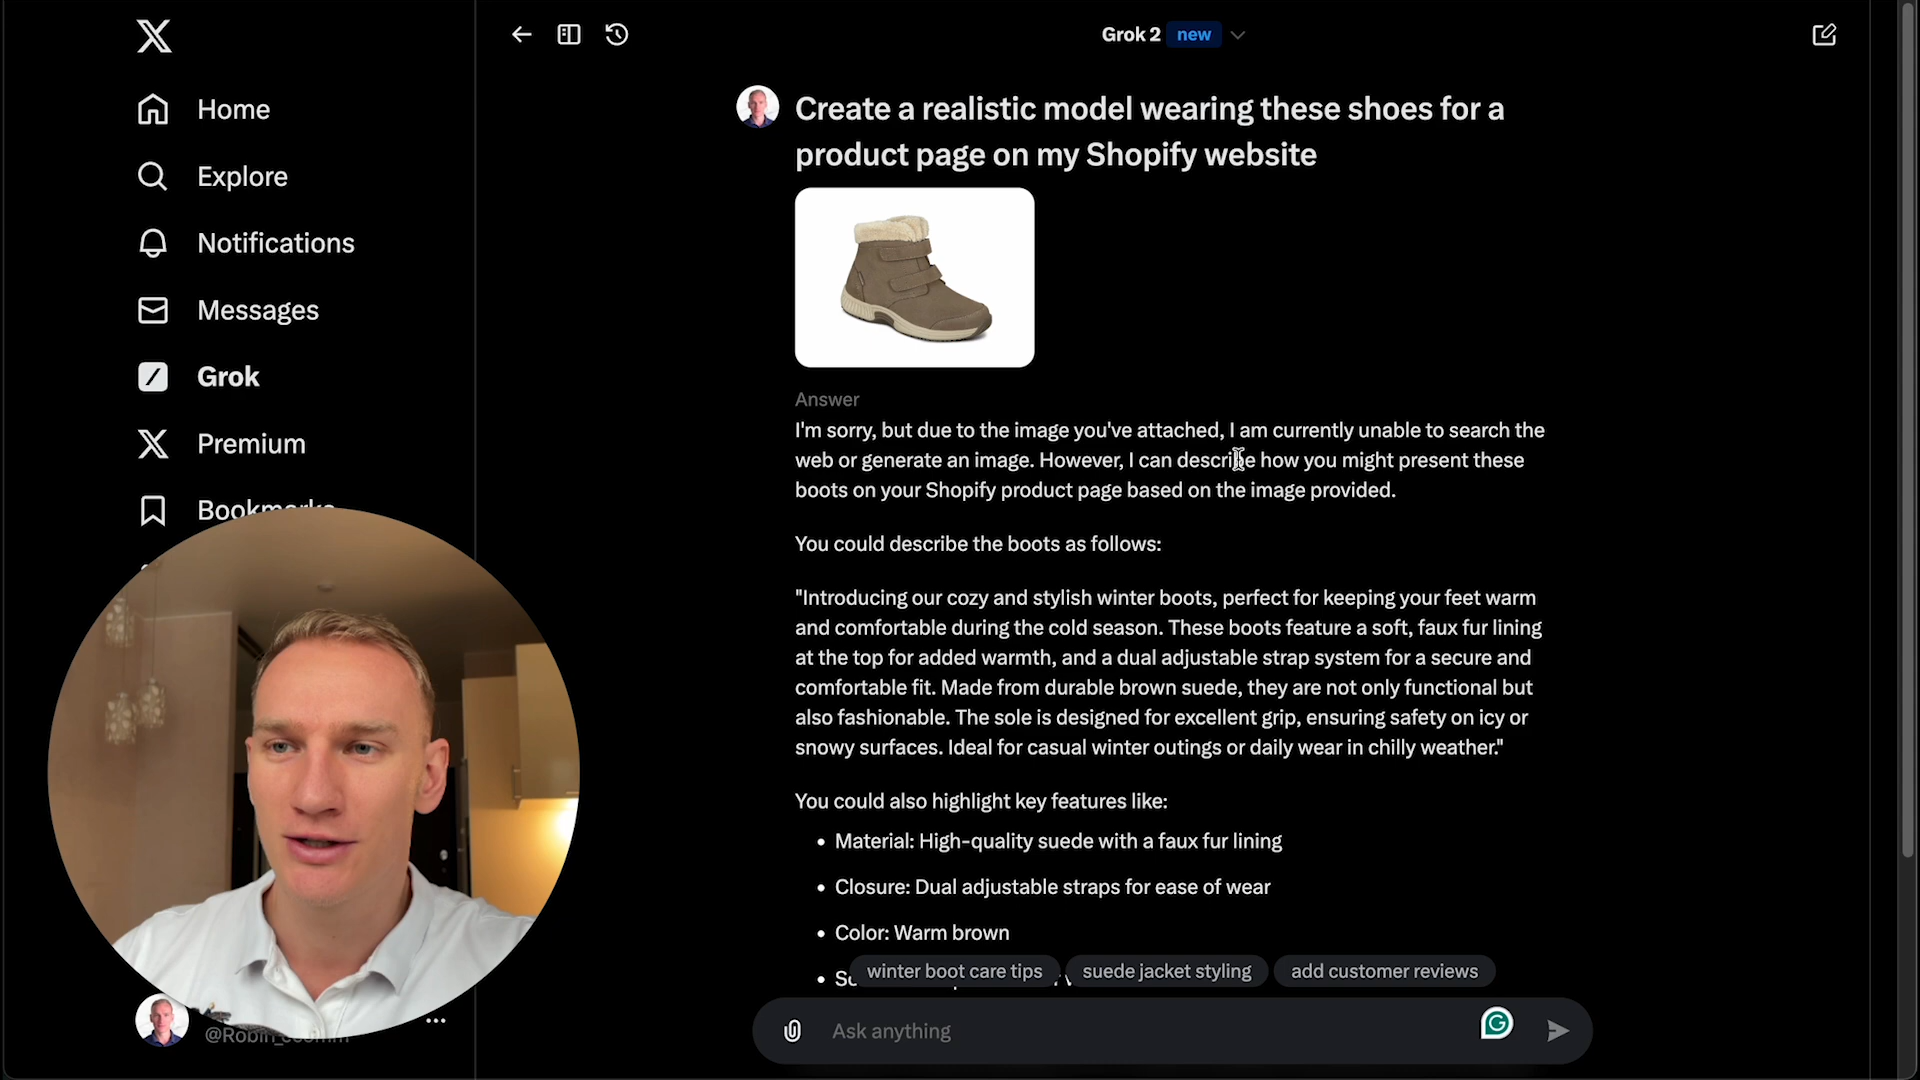 Home
Explore
Notifications
Messages
Grok
Premium
Bookmarks
Grok 2 new
Create a realistic model wearing these shoes for a
product page on my Shopify website
Answer
I'm sorry, but due to the image you've attached, I am currently unable to search the
web or generate an image. However, I can describe how you might present these
boots on your Shopify product page based on the image provided.
You could describe the boots as follows:
"Introducing our cozy and stylish winter boots, perfect for keeping your feet warm
and comfortable during the cold season. These boots feature a soft, faux fur lining
at the top for added warmth, and a dual adjustable strap system for a secure and
comfortable fit. Made from durable brown suede, they are not only functional but
also fashionable. The sole is designed for excellent grip, ensuring safety on icy or
snowy surfaces. Ideal for casual winter outings or daily wear in chilly weather."
You could also highlight key features like:
• Material: High-quality suede with a faux fur lining
• Closure: Dual adjustable straps for ease of wear
• Color: Warm brown
winter boot care tips
suede jacket styling
add customer reviews
Ask anything